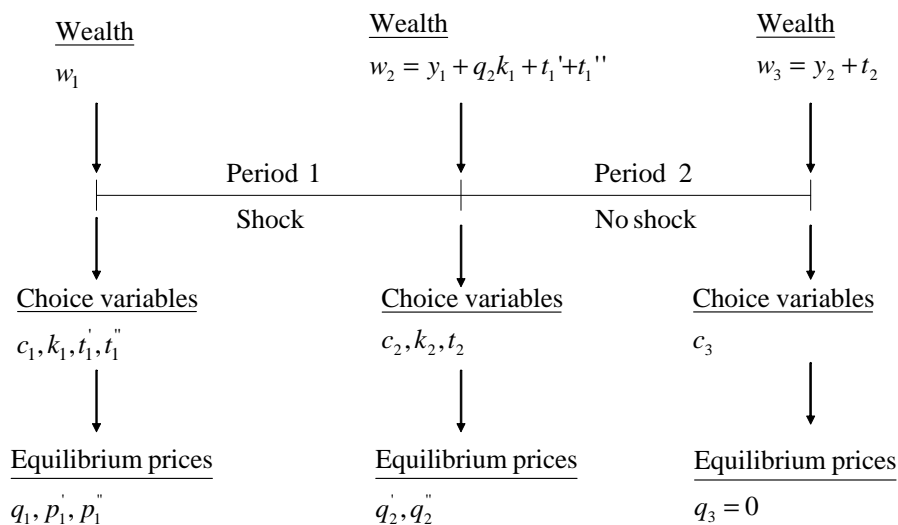 Wealth
w₁
Wealth
w₂ = y₁ + q₂k₁ + t₁'+t₁''
Wealth
w₃ = y₂ + t₂
Period 1
Period 2
Shock
No shock
Choice variables
c₁, k₁, t₁', t₁"
Choice variables
c₂, k₂, t₂
Choice variables
c₃
Equilibrium prices
q₁, p₁', p₁"
Equilibrium prices
q₂', q₂"
Equilibrium prices
q₃ = 0